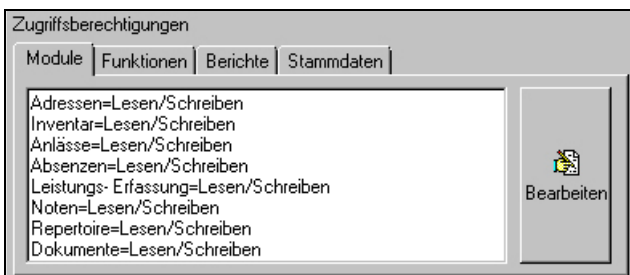 Zugriffsberechtigungen
Module Funktionen Berichte Stammdaten
Adressen=Lesen/Schreiben
Inventar=Lesen/Schreiben
Anlässe=Lesen/Schreiben
Absenzen=Lesen/Schreiben
Leistungs- Erfassung=Lesen/Schreiben
Noten=Lesen/Schreiben
Repertoire=Lesen/Schreiben
Dokumente=Lesen/Schreiben
Bearbeiten